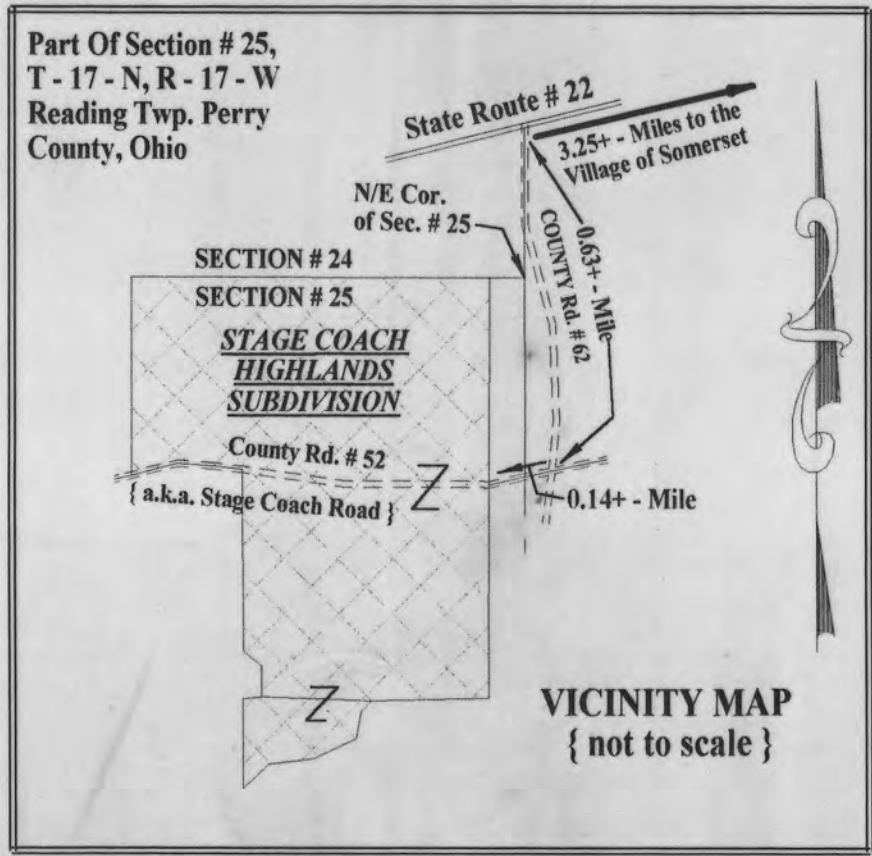 Part Of Section # 25,
T - 17 - N, R - 17 - W
Reading Twp. Perry
County, Ohio
State Route # 22
3.25+ - Miles to the
Village of Somerset
N/E Cor.
of Sec. # 25
COUNTY Rd. # 62
0.63+ - Mile
SECTION # 24
SECTION # 25
STAGE COACH
HIGHLANDS
SUBDIVISION
County Rd. # 52
{ a.k.a. Stage Coach Road }
0.14+ - Mile
VICINITY MAP
{ not to scale }